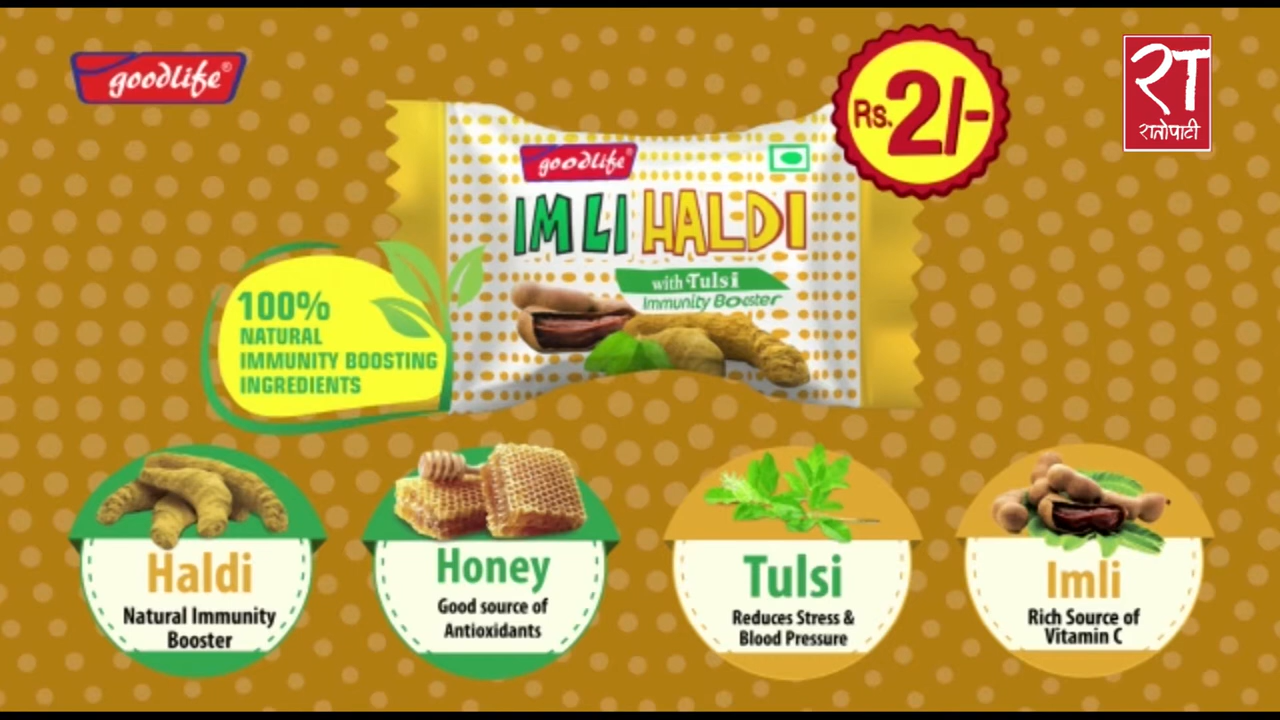 goodlife®
Rs. 2/-
रा
रातोपाटी
goodlife®
IMLI HALDI
with Tulsi
Immunity Booster
100%
NATURAL
IMMUNITY BOOSTING
INGREDIENTS
Haldi
Natural Immunity
Booster
Honey
Good source of
Antioxidants
Tulsi
Reduces Stress &
Blood Pressure
Imli
Rich Source of
Vitamin C